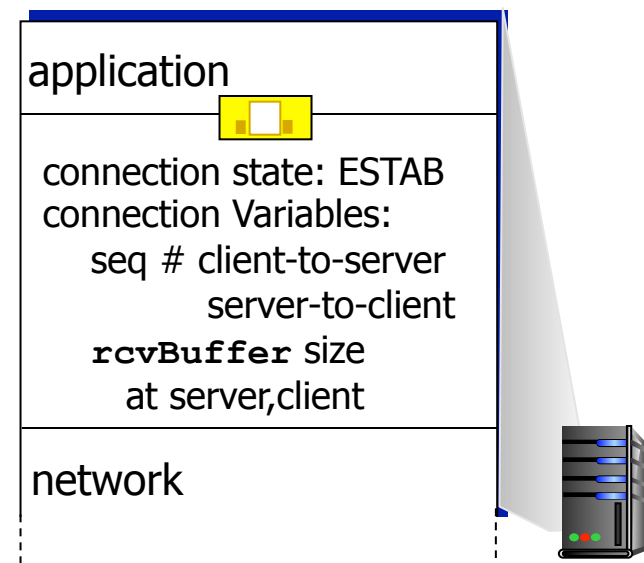 application
connection state: ESTAB
connection Variables:
seq # client-to-server
server-to-client
rcvBuffer size
at server,client
network